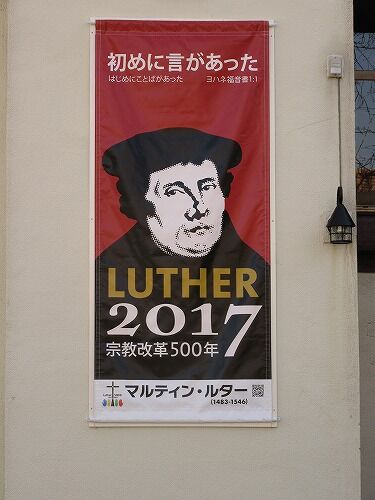 初めに言があった
はじめにことばがあった ヨハネ福音書1:1
LUTHER
2017
宗教改革500年
マルティン・ルター
(1483-1546)